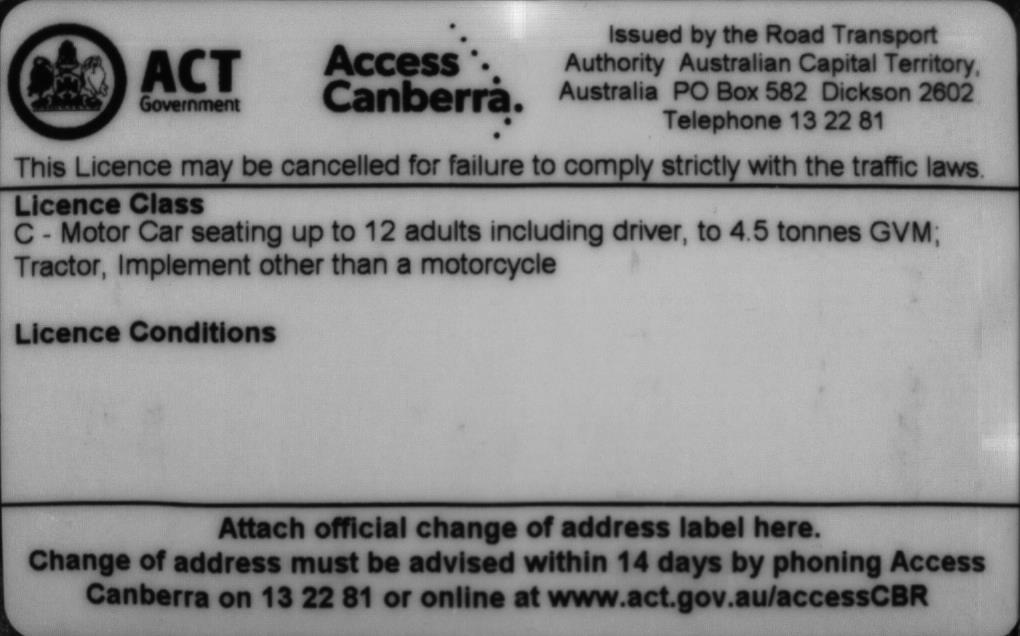 ACT
Government
Access
Canberra.
Issued by the Road Transport
Authority Australian Capital Territory,
Australia PO Box 582 Dickson 2602
Telephone 13 22 81
This Licence may be cancelled for failure to comply strictly with the traffic laws.
Licence Class
C - Motor Car seating up to 12 adults including driver, to 4.5 tonnes GVM;
Tractor, Implement other than a motorcycle
Licence Conditions
Attach official change of address label here.
Change of address must be advised within 14 days by phoning Access
Canberra on 13 22 81 or online at www.act.gov.au/accessCBR